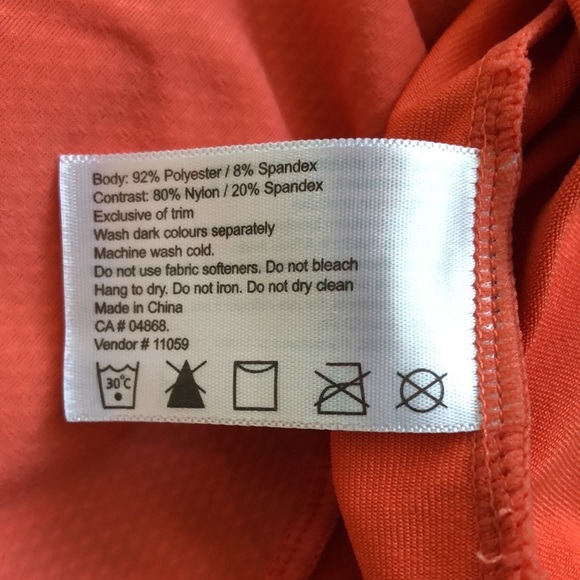 Body: 92% Polyester / 8% Spandex
Contrast: 80% Nylon / 20% Spandex
Exclusive of trim
Wash dark colours separately
Machine wash cold.
Do not use fabric softeners. Do not bleach
Hang to dry. Do not iron. Do not dry clean
Made in China
CA # 04868.
Vendor # 11059
30°C